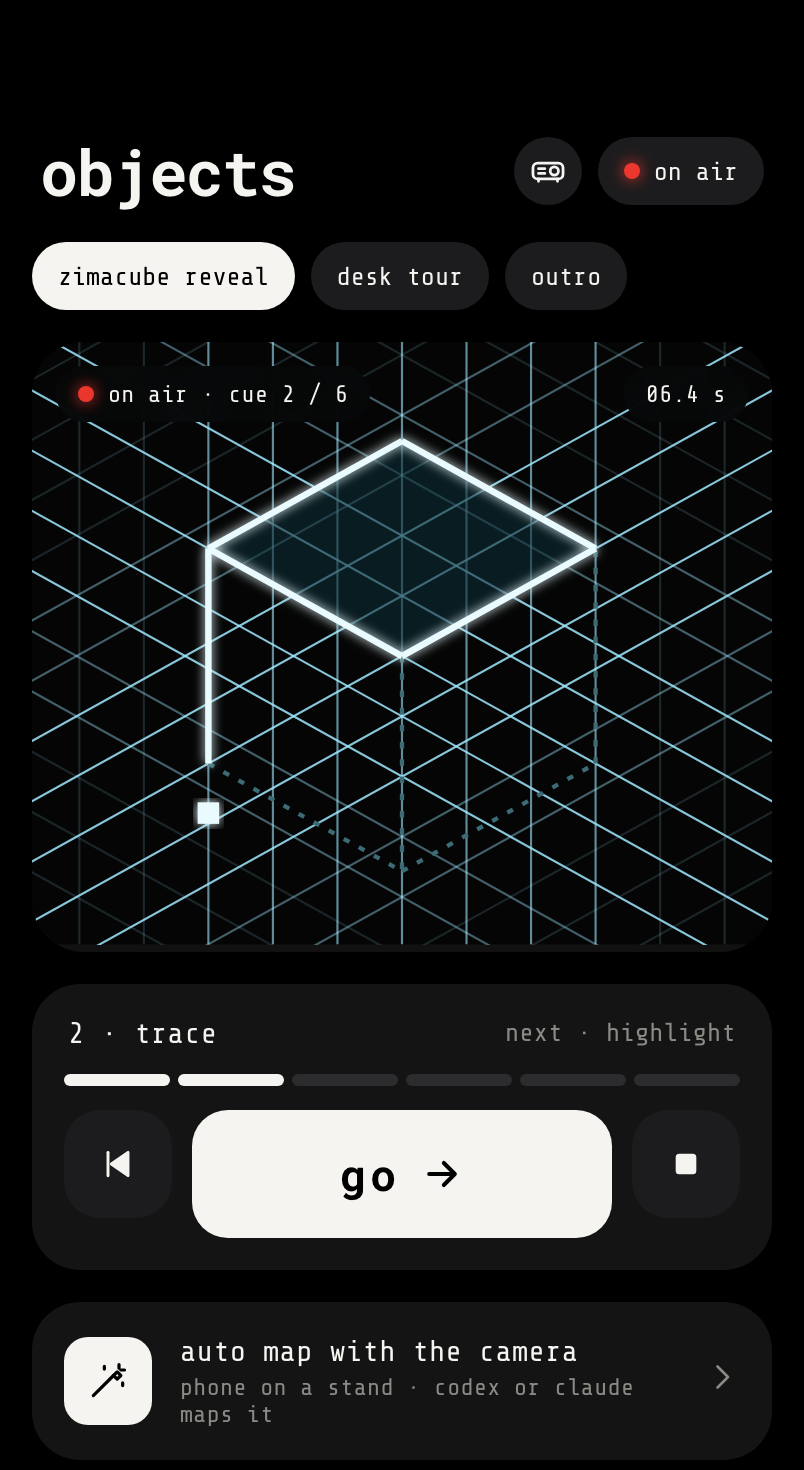 objects
on air
zimacube reveal
desk tour
outro
on air · cue 2 / 6
06.4 s
2 · trace
next · highlight
go →
auto map with the camera
phone on a stand · codex or claude
maps it